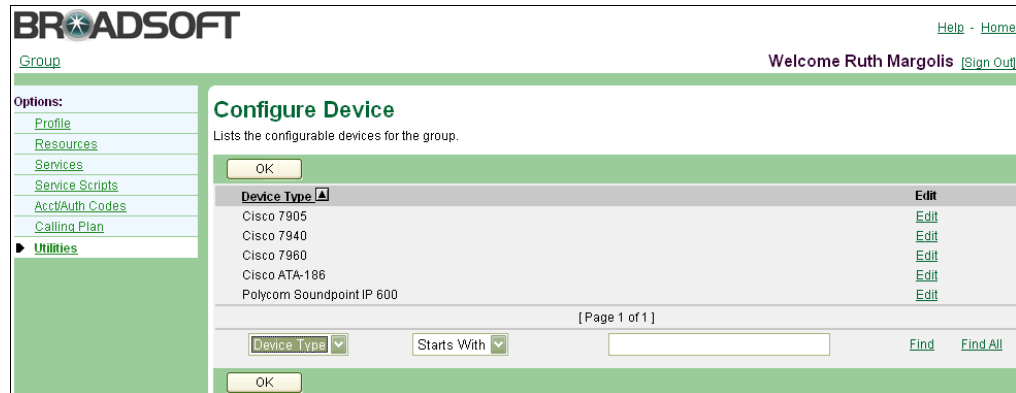 BROADSOFT
Help - Home
Group
Welcome Ruth Margolis [Sign Out]
Options:
Profile
Resources
Services
Service Scripts
Acct/Auth Codes
Calling Plan
Utilities
Configure Device
Lists the configurable devices for the group.
OK
Device Type Edit
Cisco 7905 Edit
Cisco 7940 Edit
Cisco 7960 Edit
Cisco ATA-186 Edit
Polycom Soundpoint IP 600 Edit
[ Page 1 of 1 ]
Device Type Starts With Find Find All
OK